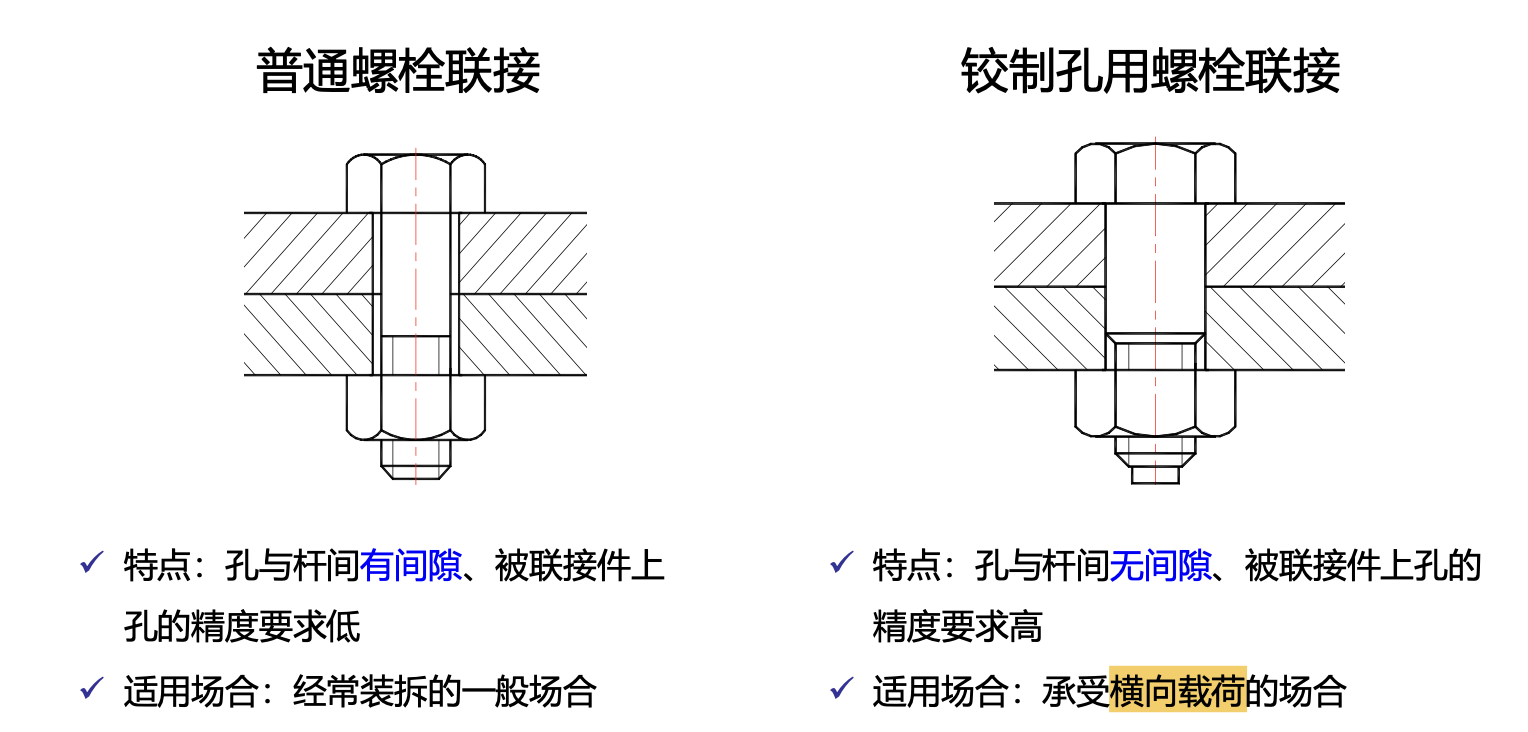 普通螺栓联接
铰制孔用螺栓联接
特点：孔与杆间有间隙、被联接件上
孔的精度要求低
适用场合：经常装拆的一般场合
特点：孔与杆间无间隙、被联接件上孔的
精度要求高
适用场合：承受横向载荷的场合